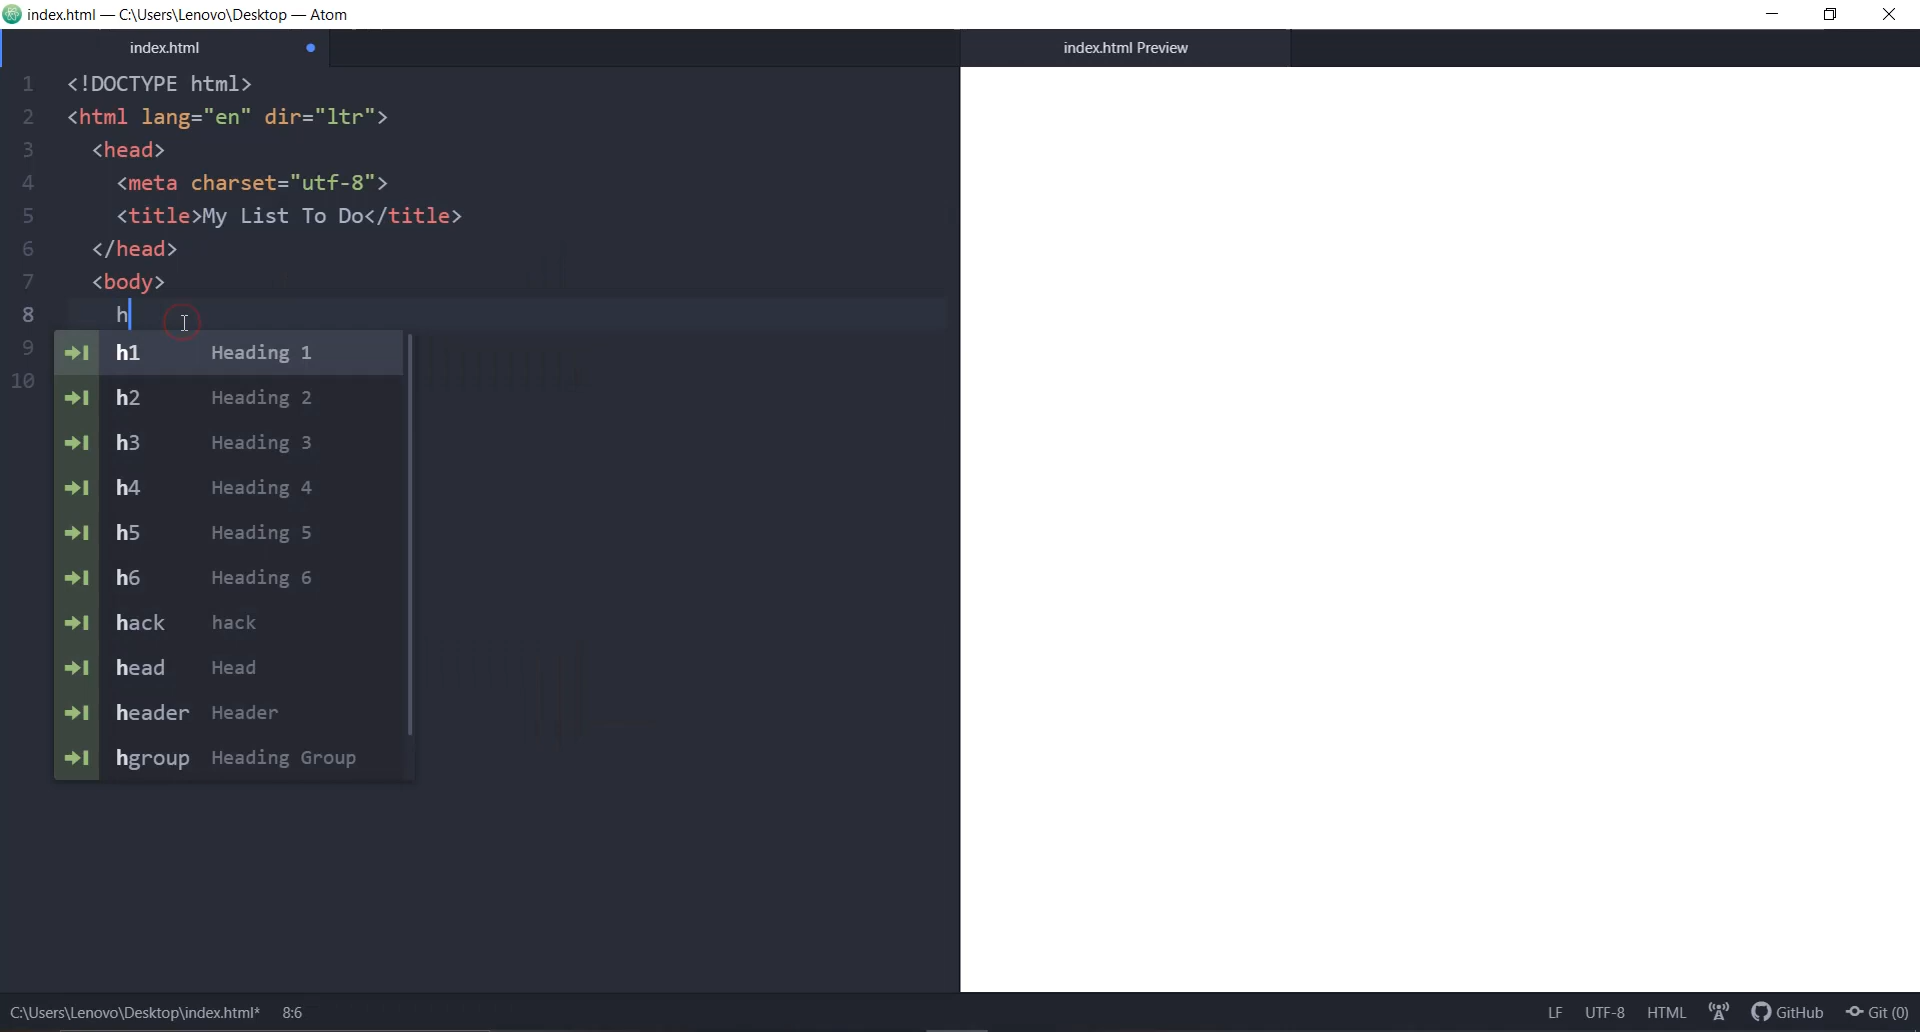 index.html — C:\Users\Lenovo\Desktop — Atom
index.html
index.html Preview
1 <!DOCTYPE html>
2 <html lang="en" dir="ltr">
3 <head>
4 <meta charset="utf-8">
5 <title>My List To Do</title>
6 </head>
7 <body>
8 h
9
10
h1 Heading 1
h2 Heading 2
h3 Heading 3
h4 Heading 4
h5 Heading 5
h6 Heading 6
hack hack
head Head
header Header
hgroup Heading Group
C:\Users\Lenovo\Desktop\index.html* 8:6
LF UTF-8 HTML GitHub Git (0)